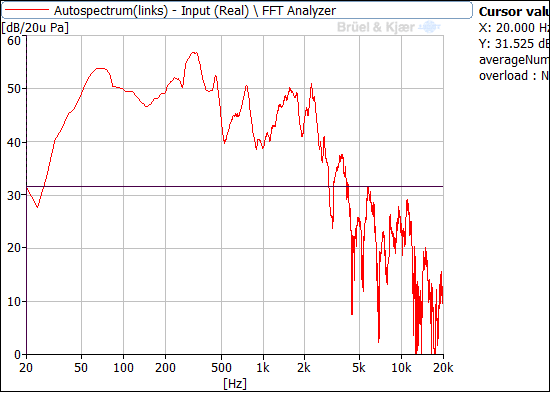 Autospectrum(links) - Input (Real) \ FFT Analyzer
[dB/20u Pa]
Brüel & Kjær
Cursor valu
X: 20.000 Hz
Y: 31.525 dB
averageNum
overload : N
60
50
40
30
20
10
0
20 50 100 200 500 1k 2k 5k 10k 20k
[Hz]